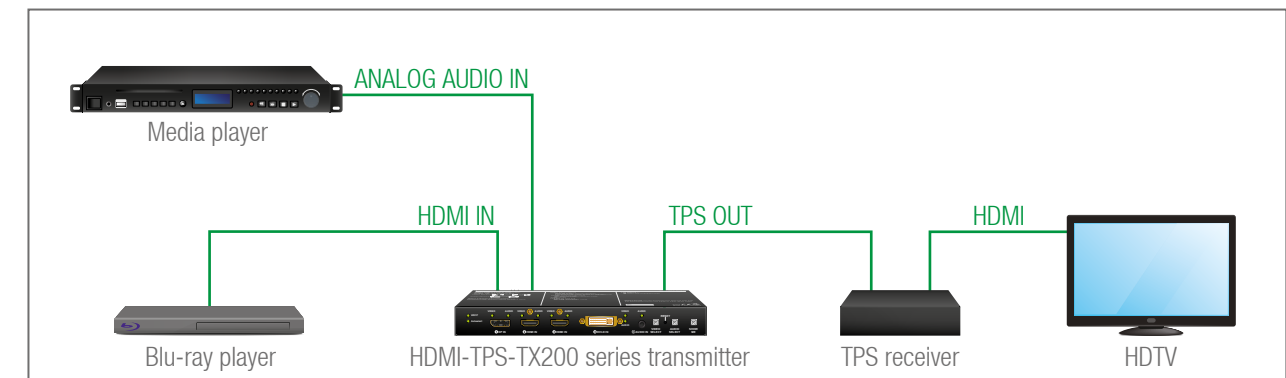 ANALOG AUDIO IN
Media player
HDMI IN
TPS OUT
HDMI
Blu-ray player
HDMI-TPS-TX200 series transmitter
TPS receiver
HDTV